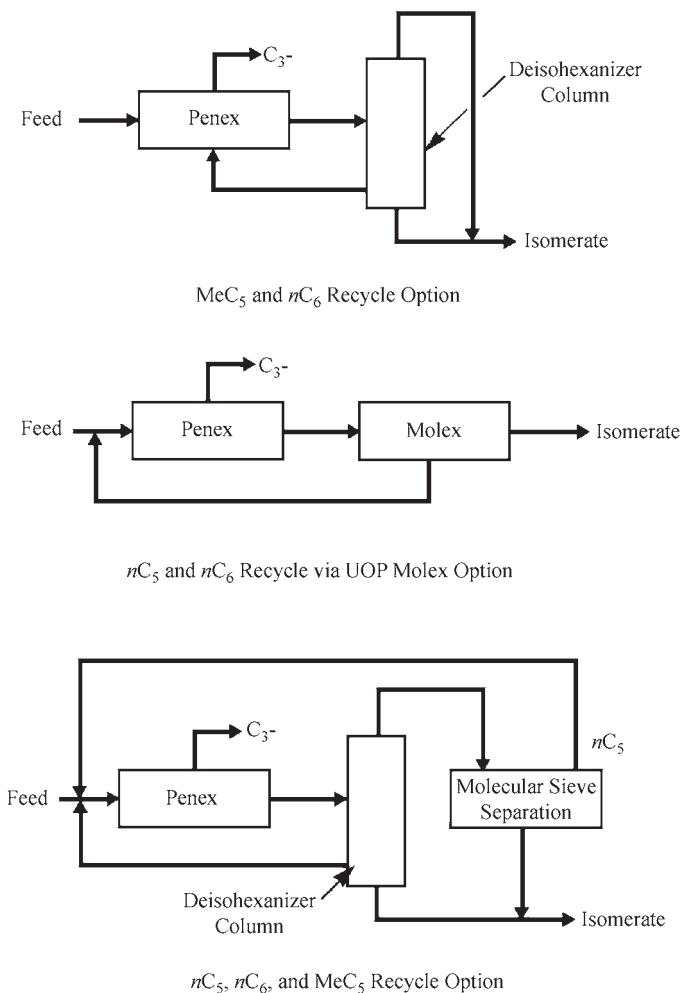 C₃-
Deisohexanizer
Column
Feed
Penex
Isomerate
MeC₅ and nC₆ Recycle Option
C₃-
Feed
Penex
Molex
Isomerate
nC₅ and nC₆ Recycle via UOP Molex Option
nC₅
C₃-
Feed
Penex
Molecular Sieve
Separation
Deisohexanizer
Column
Isomerate
nC₅, nC₆, and MeC₅ Recycle Option